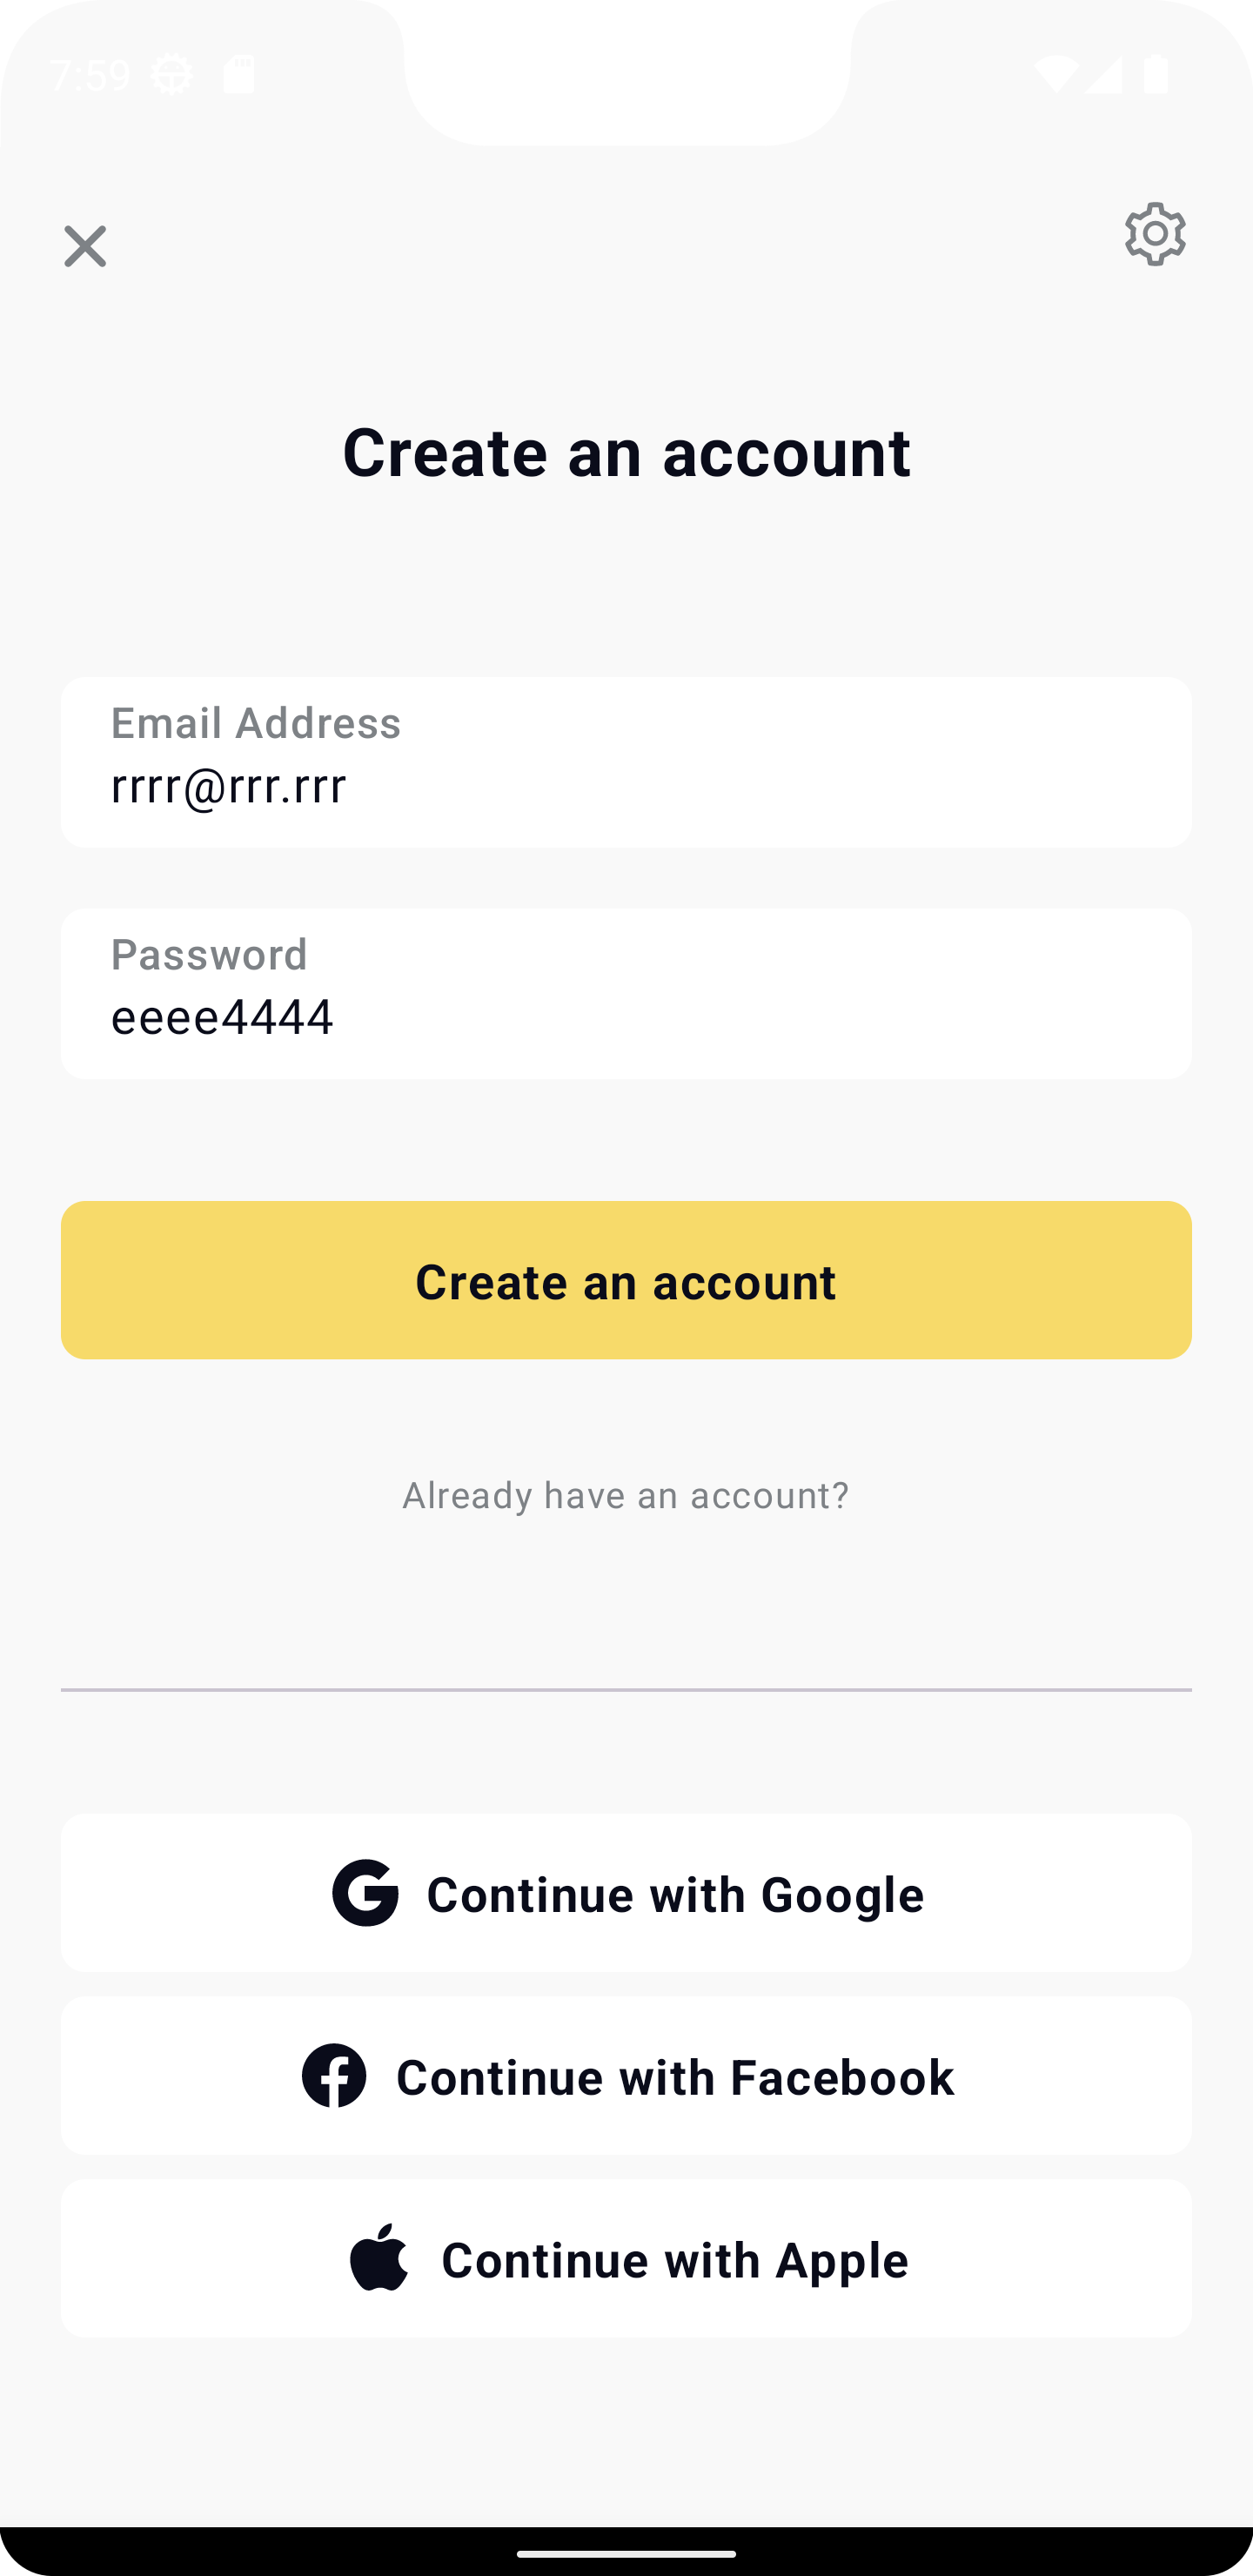 7:59
Create an account
Email Address
rrrr@rrr.rrr
Password
eeee4444
Create an account
Already have an account?
Continue with Google
Continue with Facebook
Continue with Apple